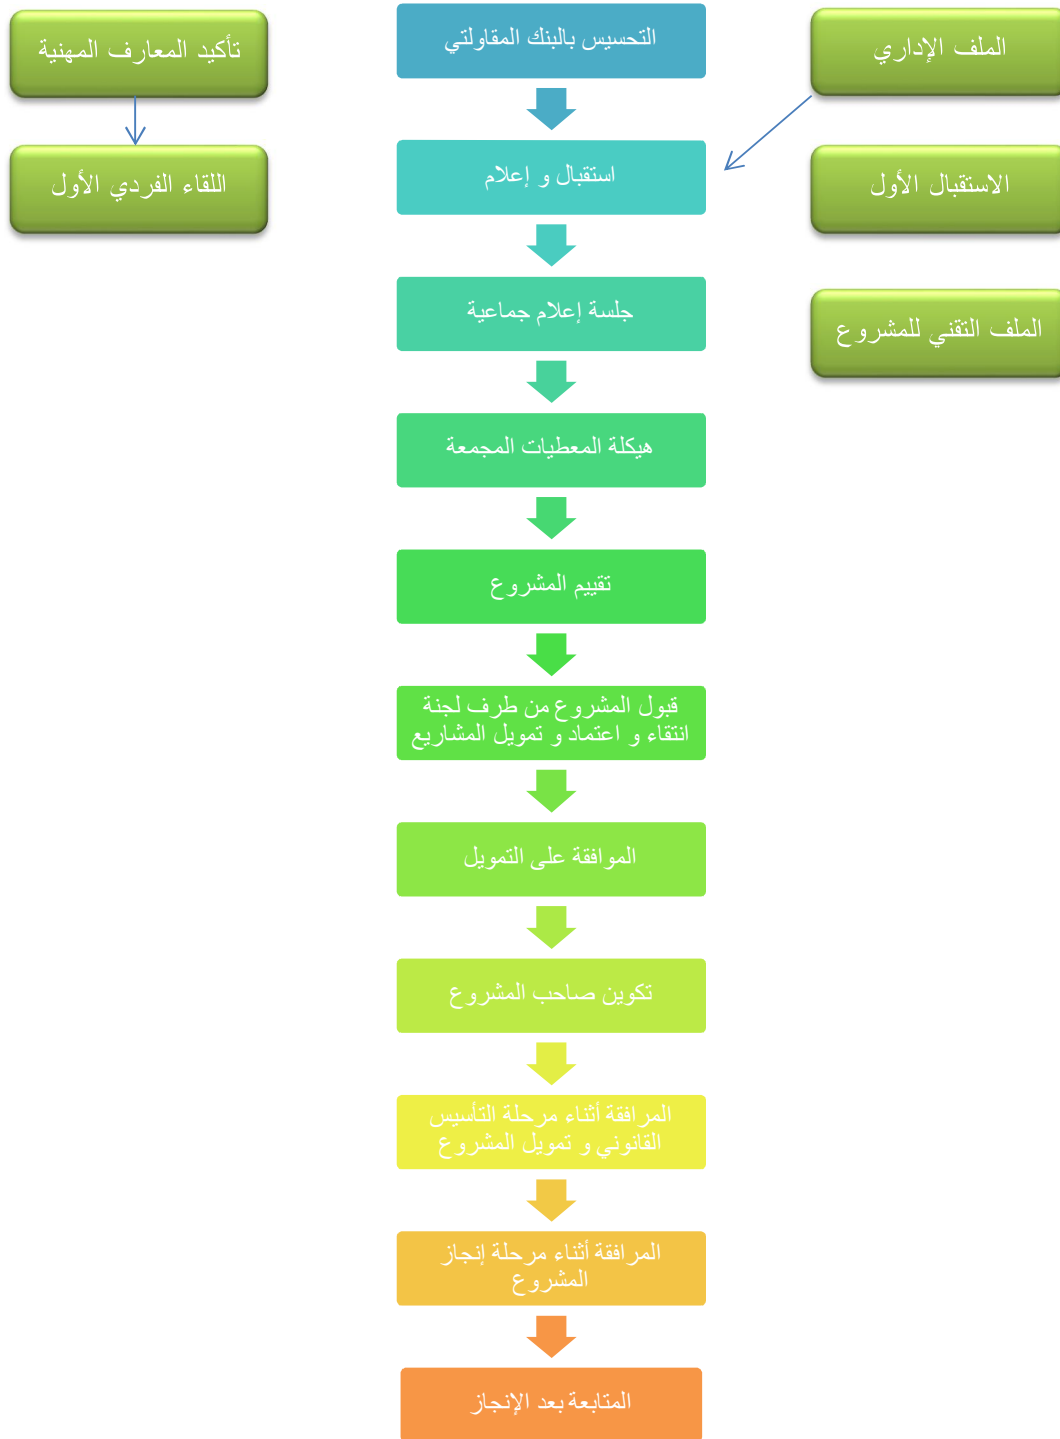 الملف الإداري
التحسيس بالبنك المقاولتي
تأكيد المعارف المهنية
الاستقبال الأول
استقبال و إعلام
اللقاء الفردي الأول
الملف التقني للمشروع
جلسة إعلام جماعية
هيكلة المعطيات المجمعة
تقييم المشروع
قبول المشروع من طرف لجنة
انتقاء و اعتماد و تمويل المشاريع
الموافقة على التمويل
تكوين صاحب المشروع
المرافقة أثناء مرحلة التأسيس
القانوني و تمويل المشروع
المرافقة أثناء مرحلة إنجاز
المشروع
المتابعة بعد الإنجاز